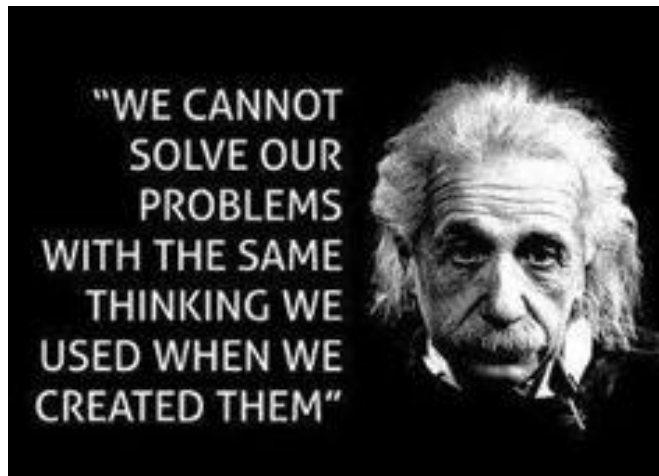 “WE CANNOT
SOLVE OUR
PROBLEMS
WITH THE SAME
THINKING WE
USED WHEN WE
CREATED THEM“